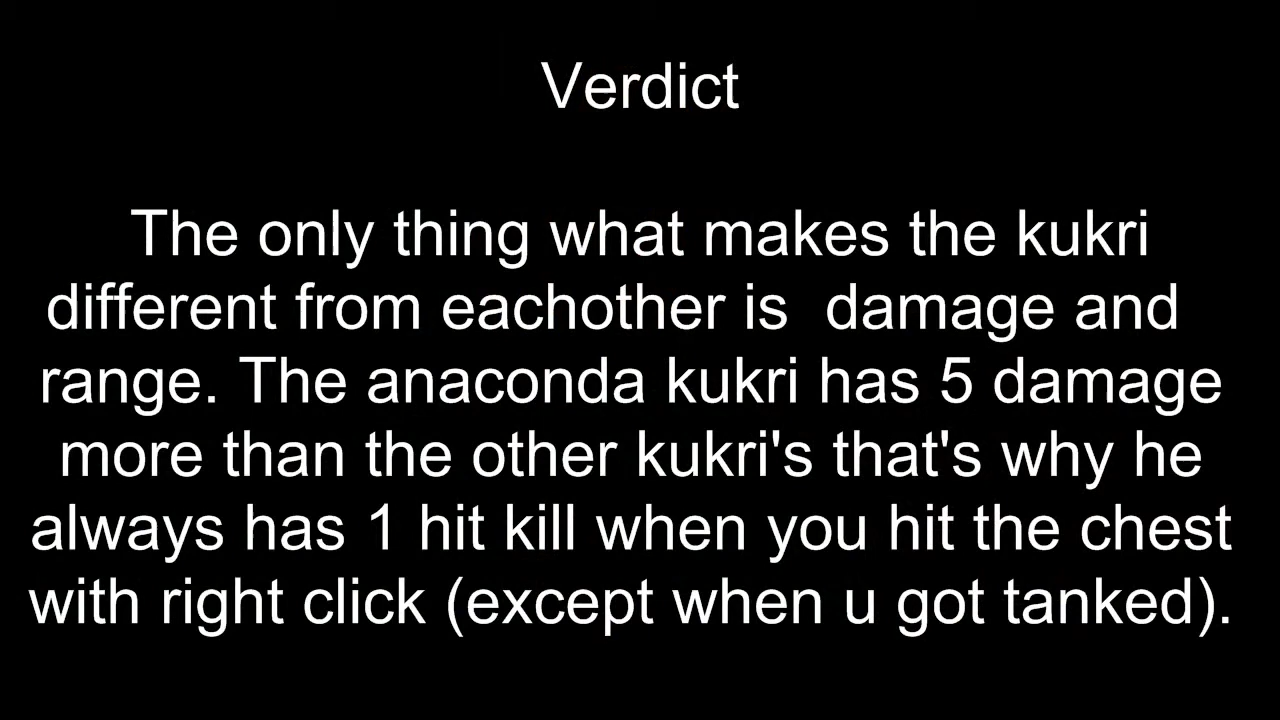 Verdict
The only thing what makes the kukri
different from eachother is  damage and
range. The anaconda kukri has 5 damage
more than the other kukri's that's why he
always has 1 hit kill when you hit the chest
with right click (except when u got tanked).